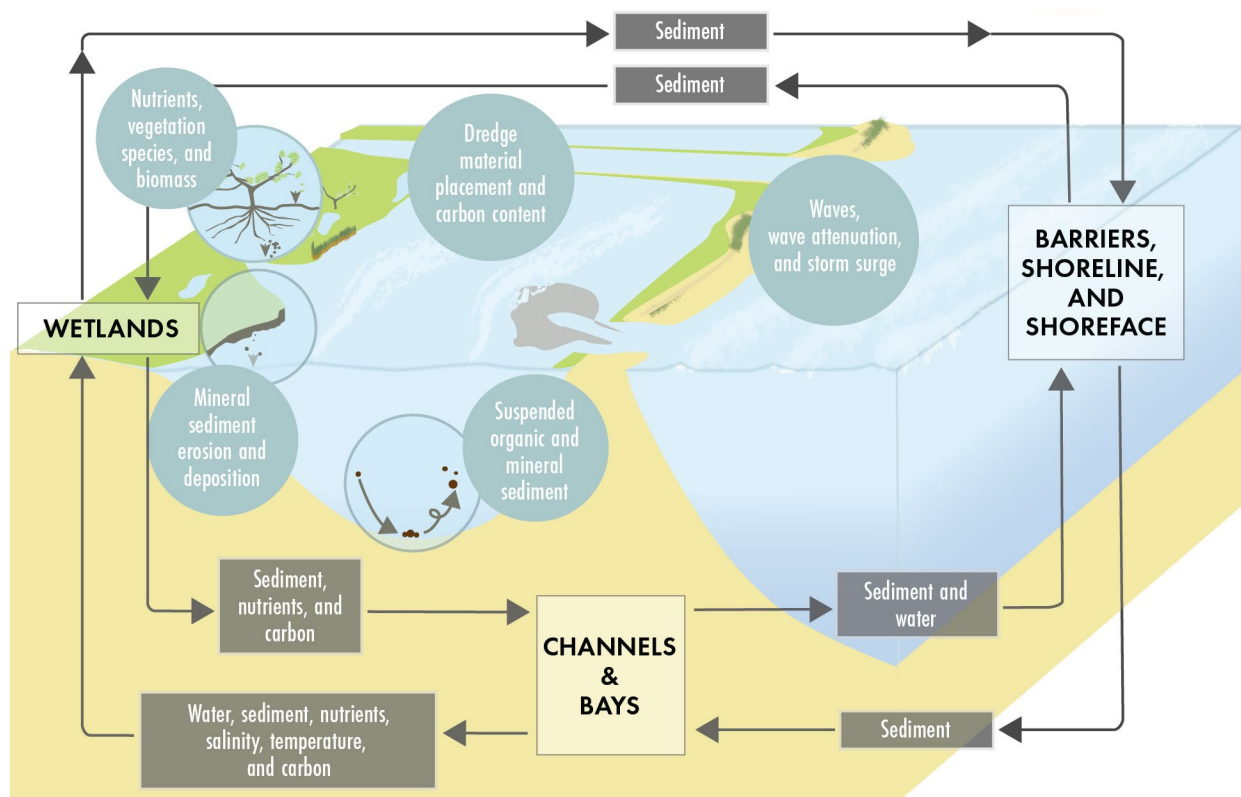 Sediment
Sediment
Nutrients,
vegetation
species, and
biomass
Dredge
material
placement and
carbon content
Waves,
wave attenuation,
and storm surge
BARRIERS,
SHORELINE,
AND
SHOREFACE
WETLANDS
Mineral
sediment
erosion and
deposition
Suspended
organic and
mineral
sediment
Sediment,
nutrients, and
carbon
CHANNELS
&
BAYS
Sediment and
water
Water, sediment, nutrients,
salinity, temperature,
and carbon
Sediment